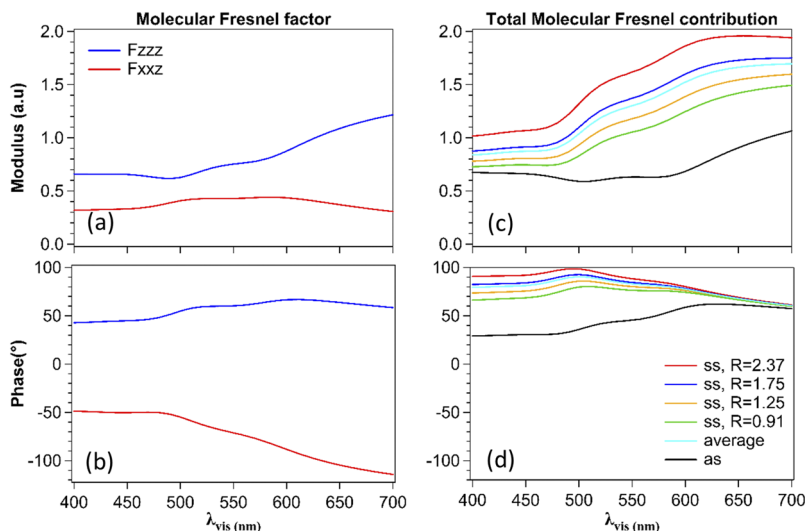 Molecular Fresnel factor
Total Molecular Fresnel contribution
2.0
1.5
1.0
0.5
0.0
Modulus (a.u)
Fzzz
Fxxz
(a)
2.0
1.5
1.0
0.5
0.0
(c)
100
50
0
-50
-100
Phase(°)
(b)
400 450 500 550 600 650 700
λvis (nm)
100
50
0
-50
-100
ss, R=2.37
ss, R=1.75
ss, R=1.25
ss, R=0.91
average
as
(d)
400 450 500 550 600 650 700
λvis (nm)